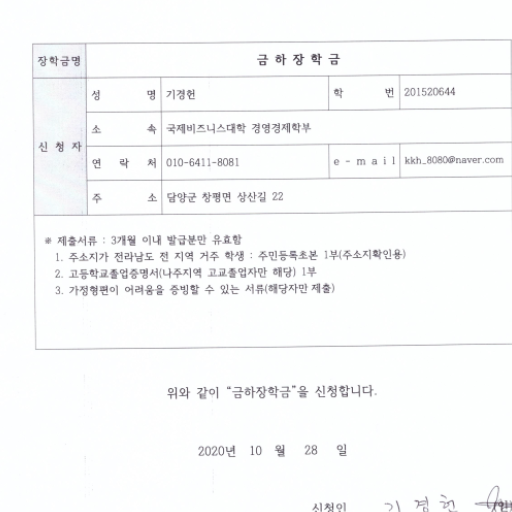 장학금명 금 하 장 학 금
신 청 자
성 명 기경헌 학 번 201520644
소 속 국제비즈니스대학 경영경제학부
연 락 처 010-6411-8081 e - m a i l kkh_8080@naver.com
주 소 담양군 창평면 상산길 22
※ 제출서류 : 3개월 이내 발급분만 유효함
1. 주소지가 전라남도 전 지역 거주 학생 : 주민등록초본 1부(주소지확인용)
2. 고등학교졸업증명서(나주지역 고교졸업자만 해당) 1부
3. 가정형편이 어려움을 증빙할 수 있는 서류(해당자만 제출)
위와 같이 “금하장학금”을 신청합니다.
2020년 10 월 28 일
신청인 기 경 헌